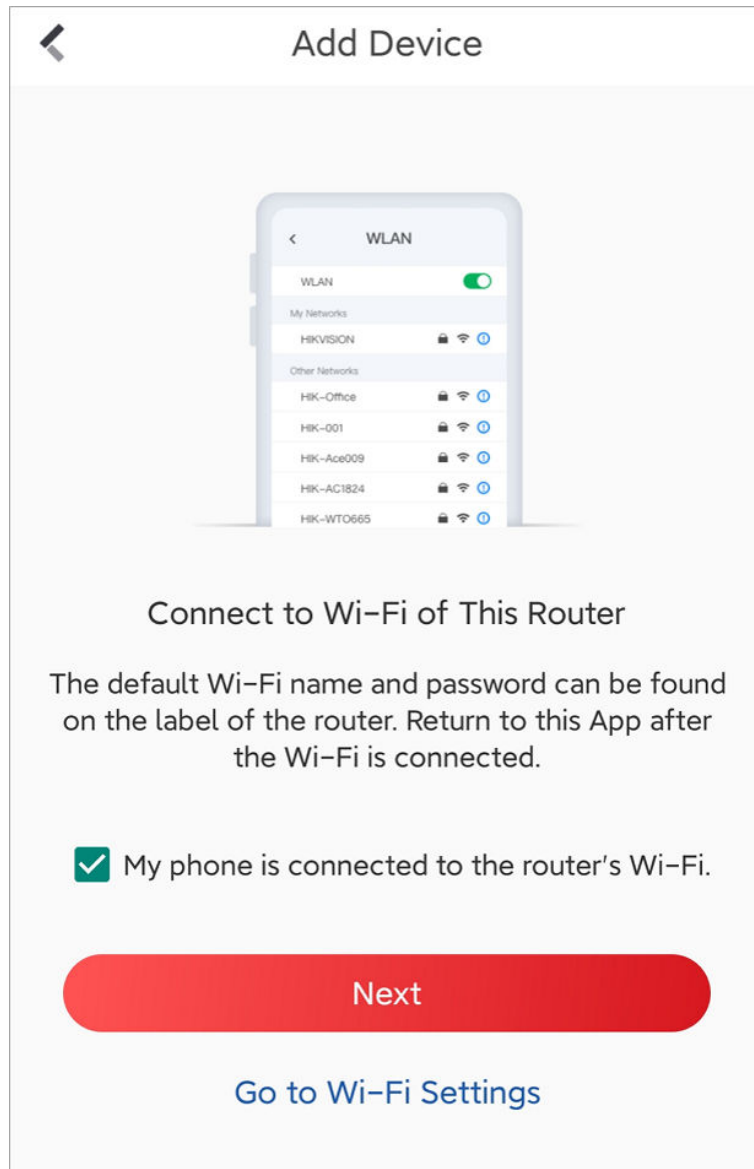 Add Device
WLAN
WLAN
My Networks
HIKVISION
Other Networks
HIK-Office
HIK-001
HIK-Ace009
HIK-AC1824
HIK-WTO665
Connect to Wi-Fi of This Router
The default Wi-Fi name and password can be found
on the label of the router. Return to this App after
the Wi-Fi is connected.
My phone is connected to the router's Wi-Fi.
Next
Go to Wi-Fi Settings